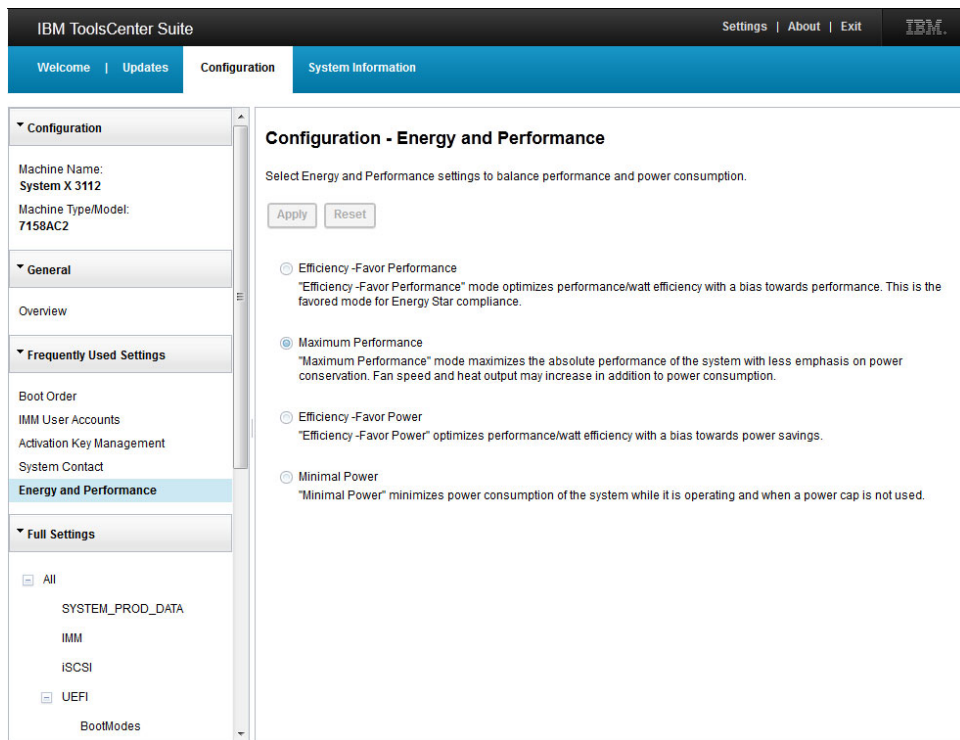 IBM ToolsCenter Suite
Settings | About | Exit
IBM.
Welcome | Updates
Configuration
System Information
Configuration
Machine Name:
System X 3112
Machine Type/Model:
7158AC2
General
Overview
Frequently Used Settings
Boot Order
IMM User Accounts
Activation Key Management
System Contact
Energy and Performance
Full Settings
All
SYSTEM_PROD_DATA
IMM
iSCSI
UEFI
BootModes
Configuration - Energy and Performance
Select Energy and Performance settings to balance performance and power consumption.
Apply
Reset
Efficiency -Favor Performance
"Efficiency -Favor Performance" mode optimizes performance/watt efficiency with a bias towards performance. This is the
favored mode for Energy Star compliance.
Maximum Performance
"Maximum Performance" mode maximizes the absolute performance of the system with less emphasis on power
conservation. Fan speed and heat output may increase in addition to power consumption.
Efficiency -Favor Power
"Efficiency -Favor Power" optimizes performance/watt efficiency with a bias towards power savings.
Minimal Power
"Minimal Power" minimizes power consumption of the system while it is operating and when a power cap is not used.